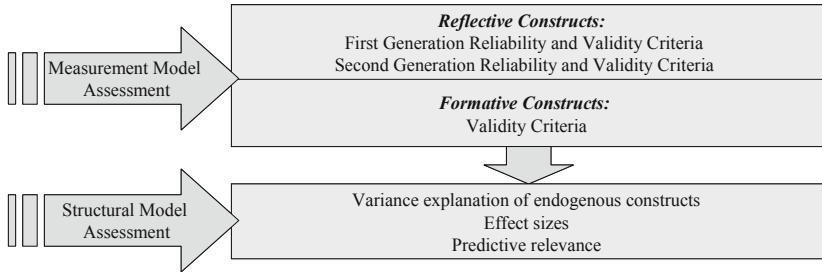 Measurement Model
Assessment
Reflective Constructs:
First Generation Reliability and Validity Criteria
Second Generation Reliability and Validity Criteria
Formative Constructs:
Validity Criteria
Structural Model
Assessment
Variance explanation of endogenous constructs
Effect sizes
Predictive relevance